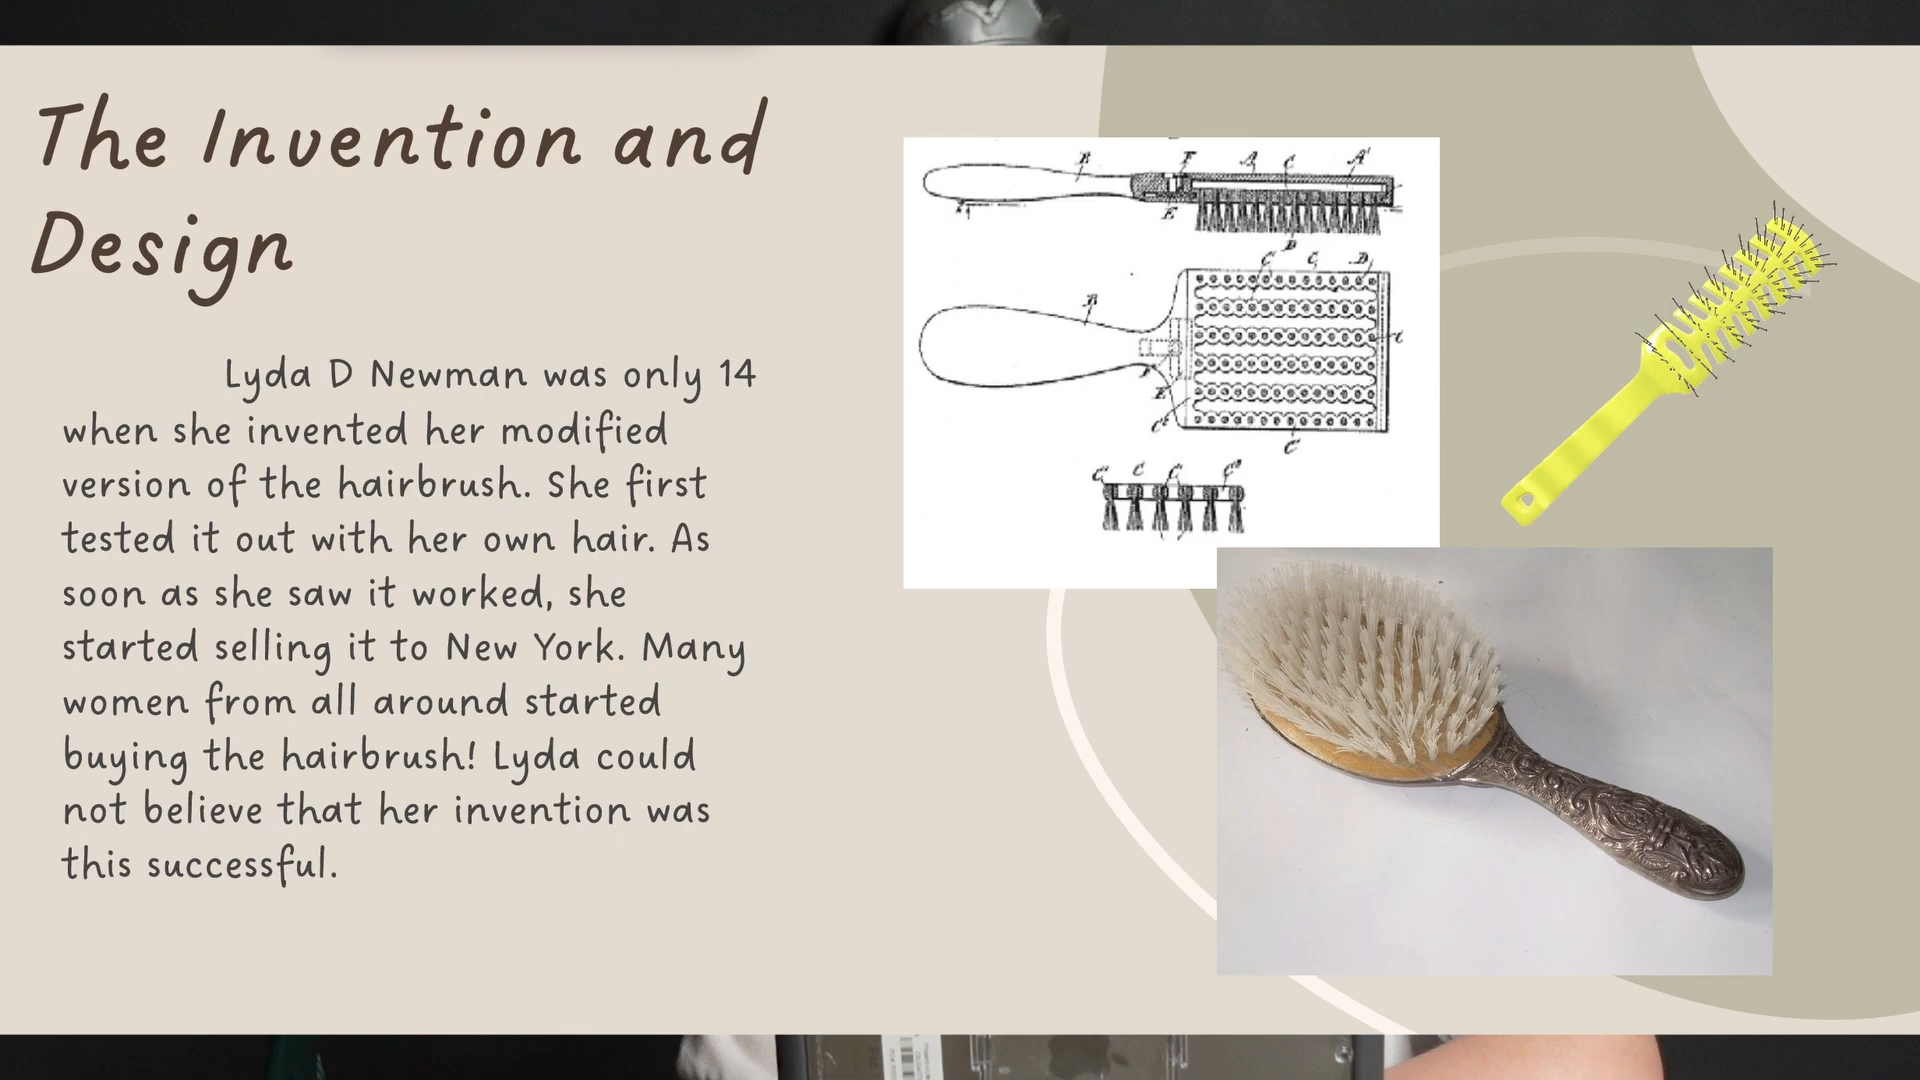 The Invention and
Design
Lyda D Newman was only 14
when she invented her modified
version of the hairbrush. She first
tested it out with her own hair. As
soon as she saw it worked, she
started selling it to New York. Many
women from all around started
buying the hairbrush! Lyda could
not believe that her invention was
this successful.
B F A C A'
E
D
C' C D
B
F
E
C
C
C C